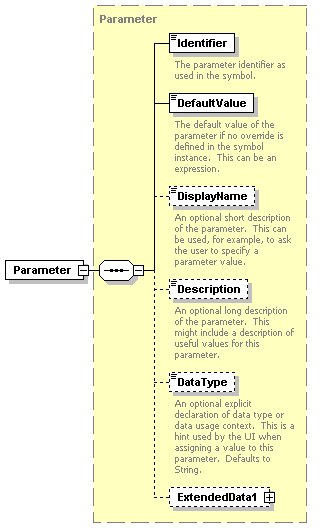 Parameter
Identifier
The parameter identifier as
used in the symbol.
DefaultValue
The default value of the
parameter if no override is
defined in the symbol
instance. This can be an
expression.
DisplayName
An optional short description
of the parameter. This can
be used, for example, to ask
the user to specify a
parameter value.
Parameter
Description
An optional long description
of the parameter. This
might include a description of
useful values for this
parameter.
DataType
An optional explicit
declaration of data type or
data usage context. This is a
hint used by the UI when
assigning a value to this
parameter. Defaults to
String.
ExtendedData1